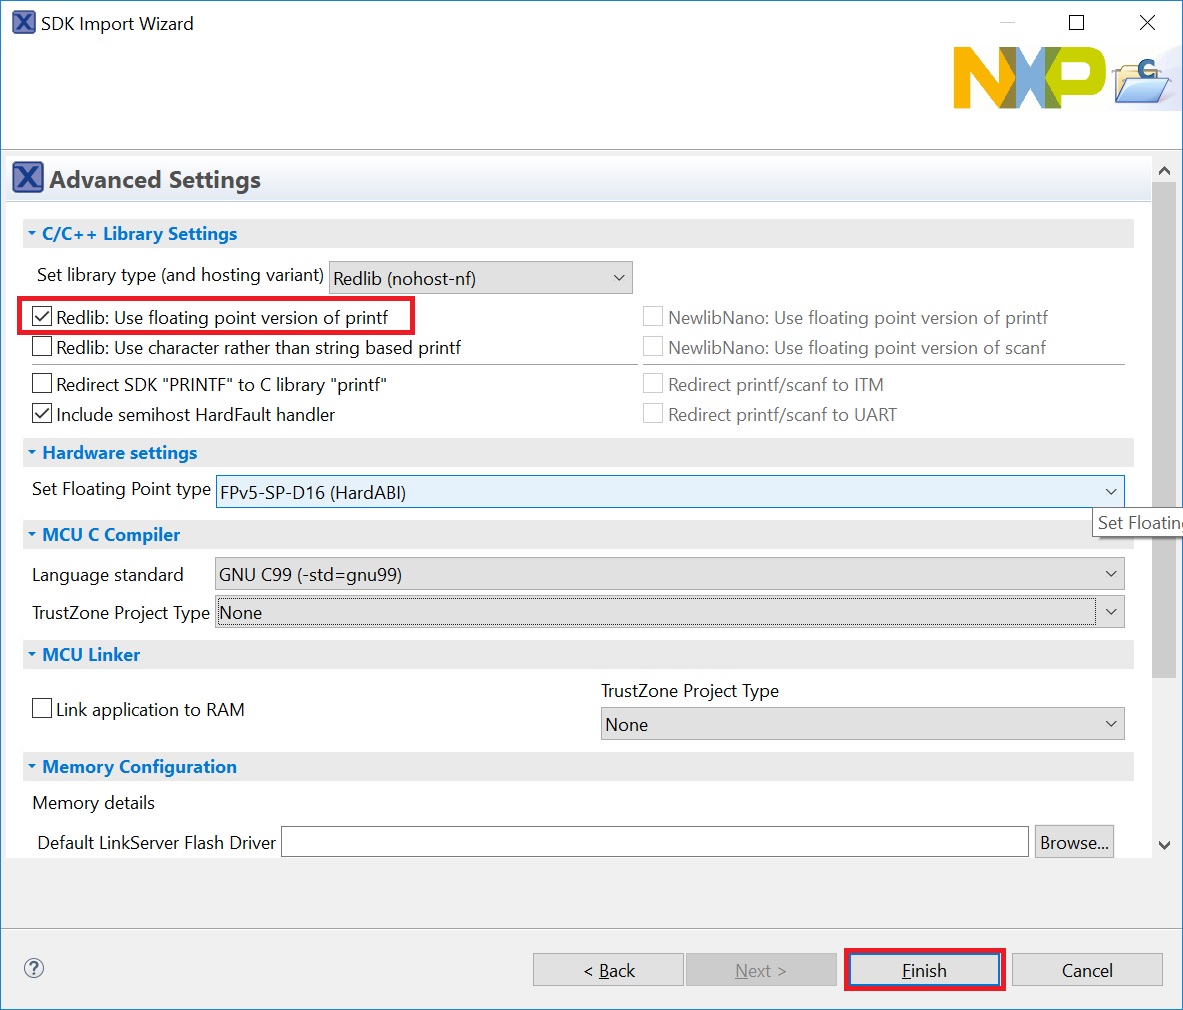 SDK Import Wizard
NXP
C
Advanced Settings
C/C++ Library Settings
Set library type (and hosting variant) Redlib (nohost-nf)
Redlib: Use floating point version of printf NewlibNano: Use floating point version of printf
Redlib: Use character rather than string based printf NewlibNano: Use floating point version of scanf
Redirect SDK "PRINTF" to C library "printf" Redirect printf/scanf to ITM
Include semihost HardFault handler Redirect printf/scanf to UART
Hardware settings
Set Floating Point type FPv5-SP-D16 (HardABI)
Set Floating
MCU C Compiler
Language standard GNU C99 (-std=gnu99)
TrustZone Project Type None
MCU Linker
TrustZone Project Type
Link application to RAM
None
Memory Configuration
Memory details
Default LinkServer Flash Driver Browse...
? < Back Next > Finish Cancel